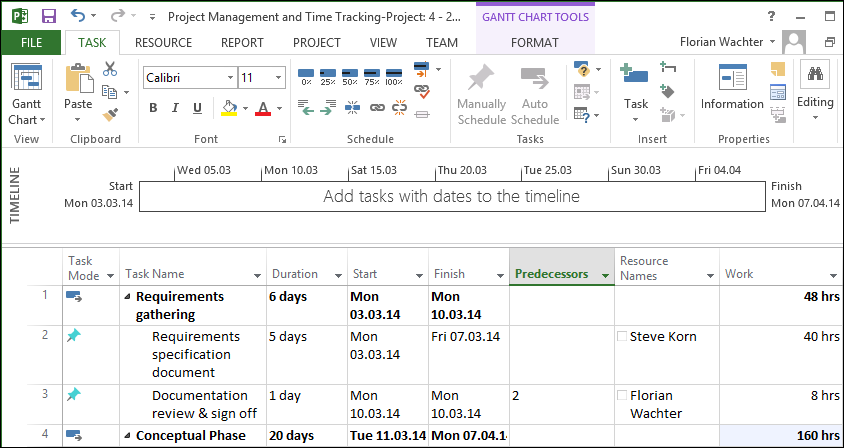 Project Management and Time Tracking-Project: 4 - 2... GANTT CHART TOOLS ?
FILE TASK RESOURCE REPORT PROJECT VIEW TEAM FORMAT Florian Wachter
Calibri 11 0% 25% 50% 75% 100%
B I U A
Gantt Chart Paste Manually Schedule Auto Schedule Task Information Editing
View Clipboard Font Schedule Tasks Insert Properties
TIMELINE
Wed 05.03 Mon 10.03 Sat 15.03 Thu 20.03 Tue 25.03 Sun 30.03 Fri 04.04
Start Finish
Add tasks with dates to the timeline
Mon 03.03.14 Mon 07.04.14
Task Mode Task Name Duration Start Finish Predecessors Resource Names Work
1 Requirements gathering 6 days Mon 03.03.14 Mon 10.03.14 48 hrs
2 Requirements specification document 5 days Mon 03.03.14 Fri 07.03.14 Steve Korn 40 hrs
3 Documentation review & sign off 1 day Mon 10.03.14 Mon 10.03.14 2 Florian Wachter 8 hrs
4 Conceptual Phase 20 days Tue 11.03.14 Mon 07.04.1 160 hrs